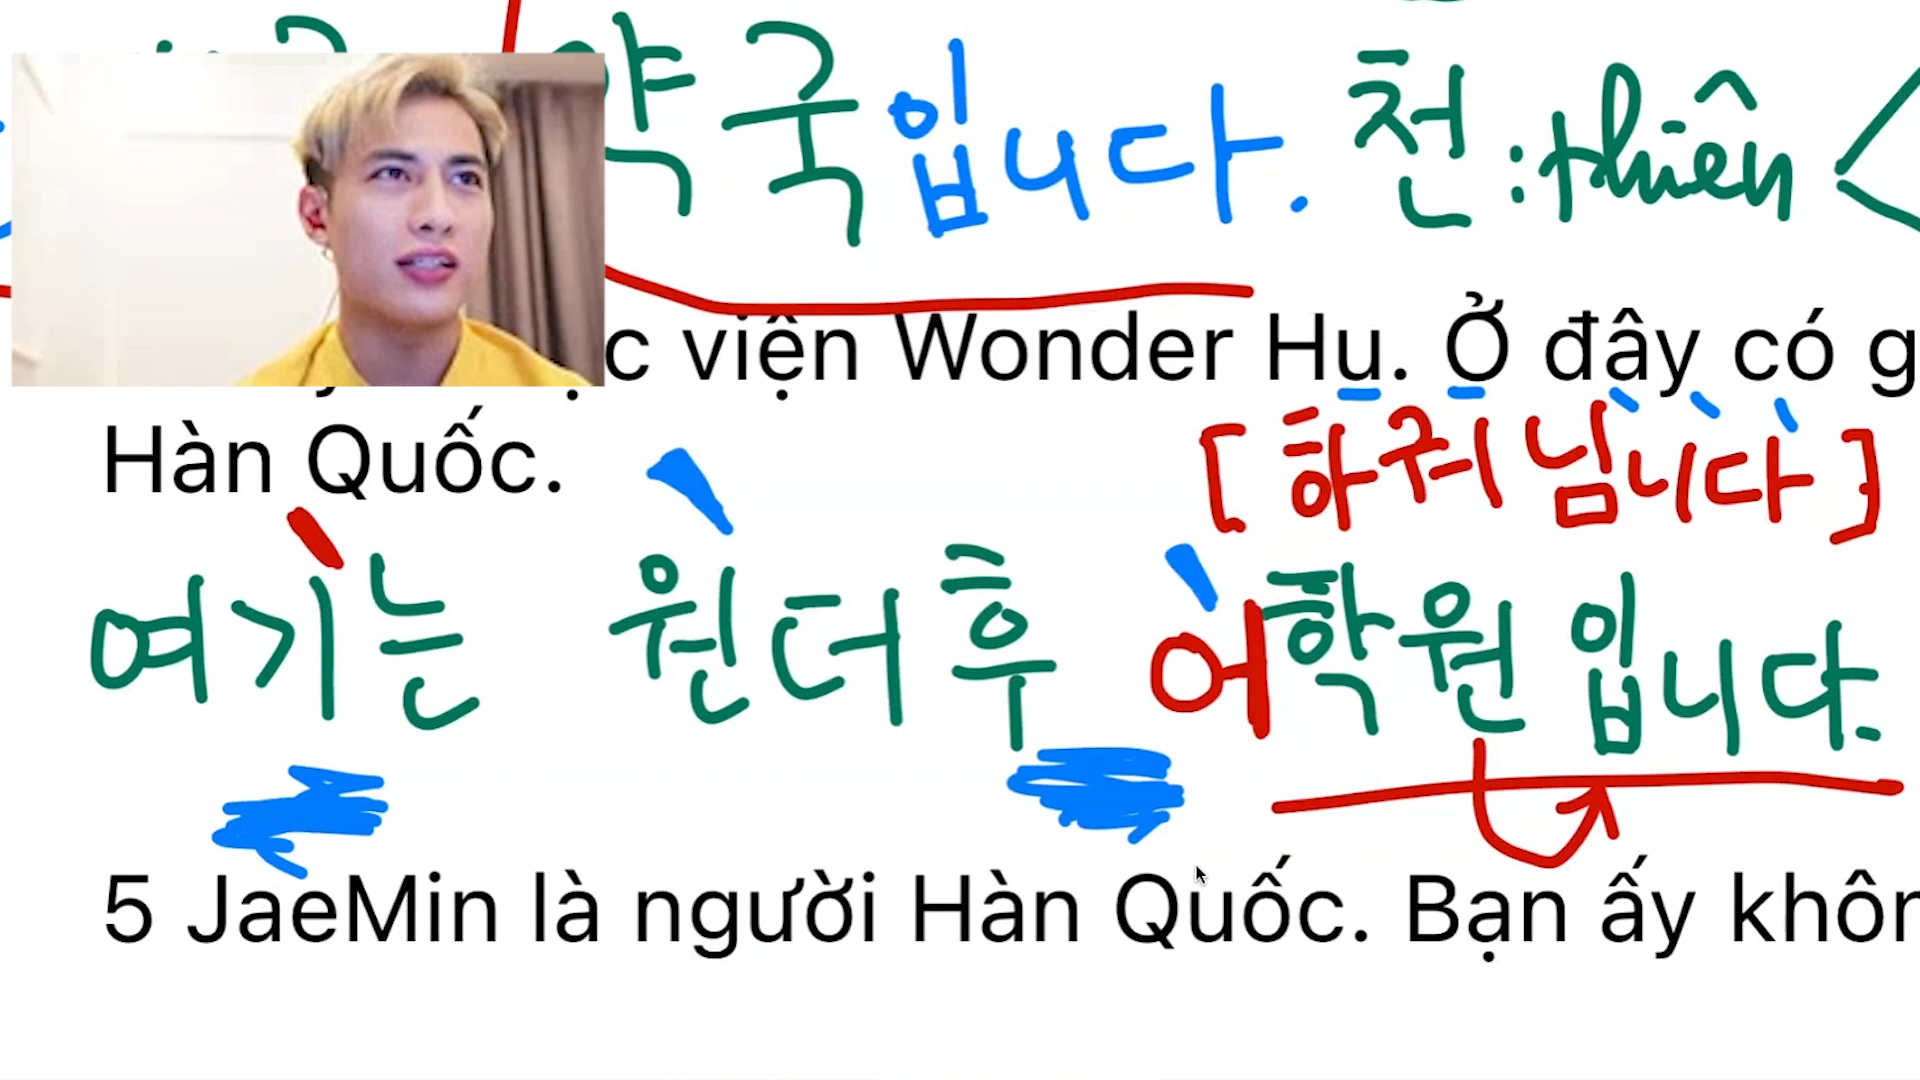 약국입니다. 천 : thiên
c viện Wonder Hu. Ở đây có g
[하궈님니다]
Hàn Quốc.
여기는 원더후 어학원입니다.
5 JaeMin là người Hàn Quốc. Bạn ấy khôn